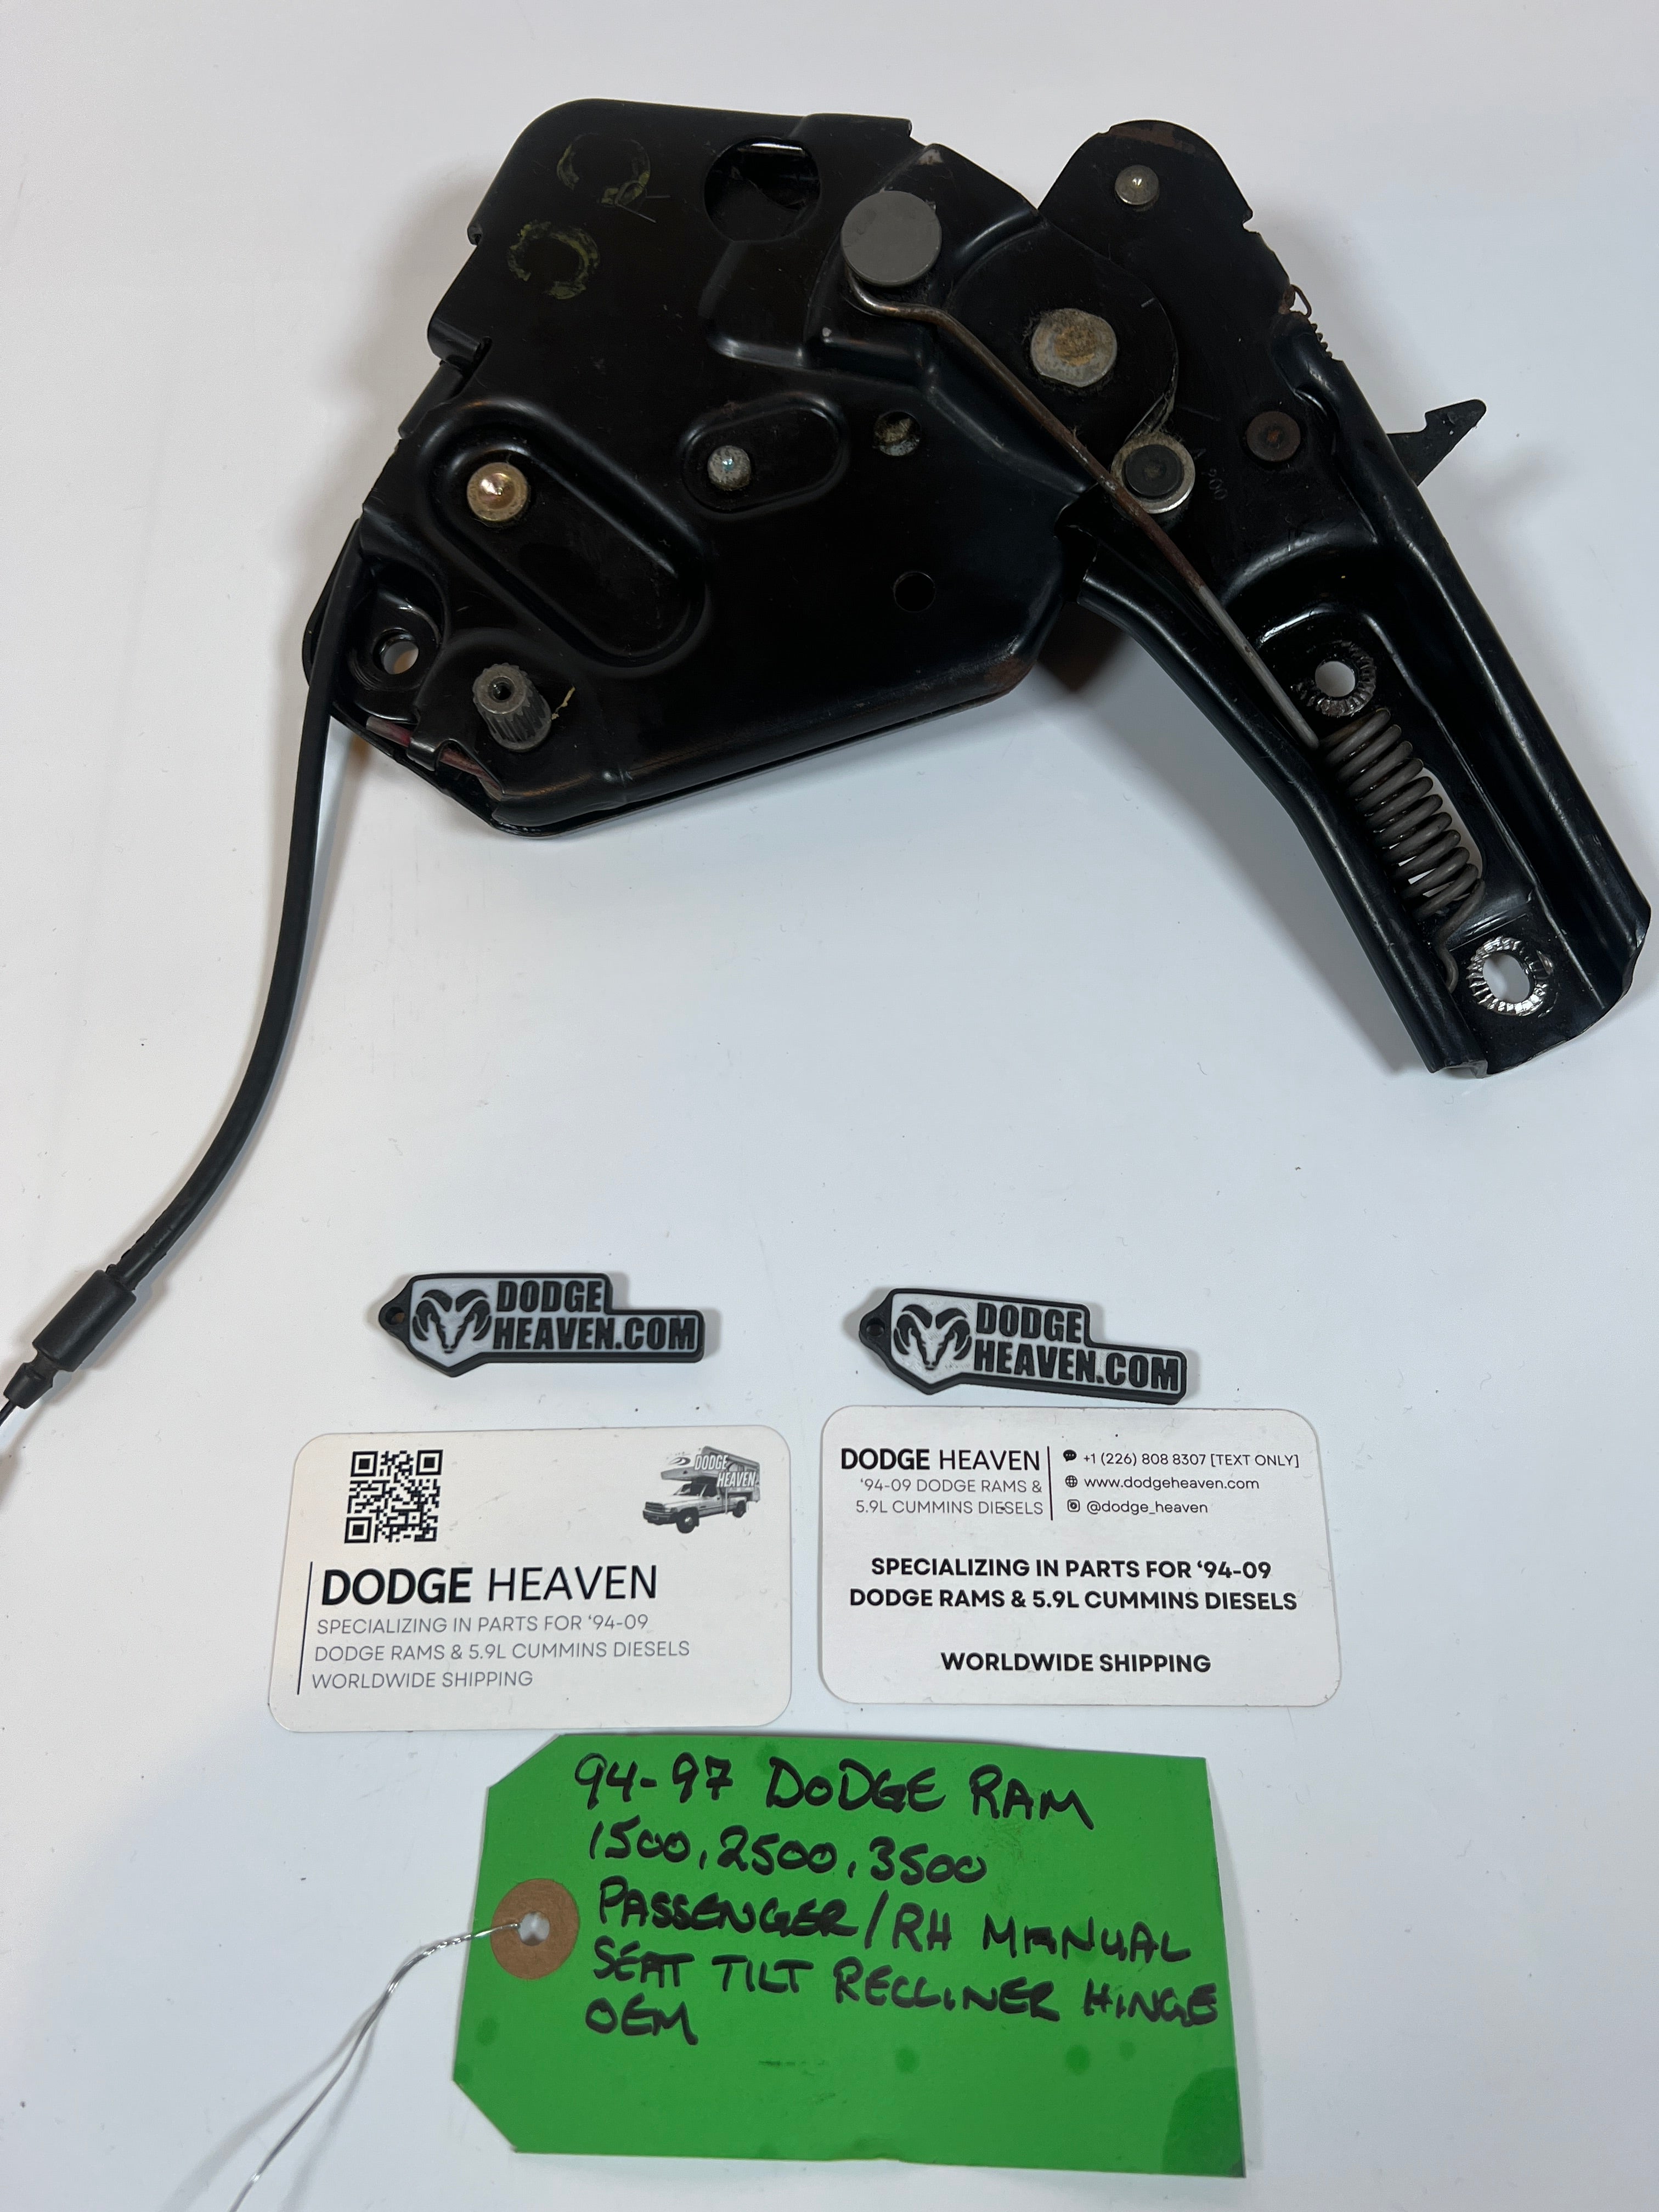 A 900
DODGE
HEAVEN.COM
DODGE
HEAVEN.COM
DODGE
HEAVEN
DODGE HEAVEN
SPECIALIZING IN PARTS FOR ‘94-09
DODGE RAMS & 5.9L CUMMINS DIESELS
WORLDWIDE SHIPPING
DODGE HEAVEN
‘94-09 DODGE RAMS &
5.9L CUMMINS DIESELS
+1 (226) 808 8307 [TEXT ONLY]
www.dodgeheaven.com
@dodge_heaven
SPECIALIZING IN PARTS FOR ‘94-09
DODGE RAMS & 5.9L CUMMINS DIESELS
WORLDWIDE SHIPPING
94-97 DODGE RAM
1500, 2500, 3500
PASSENGER/RH MANUAL
SEAT TILT RECLINER HINGE
OEM